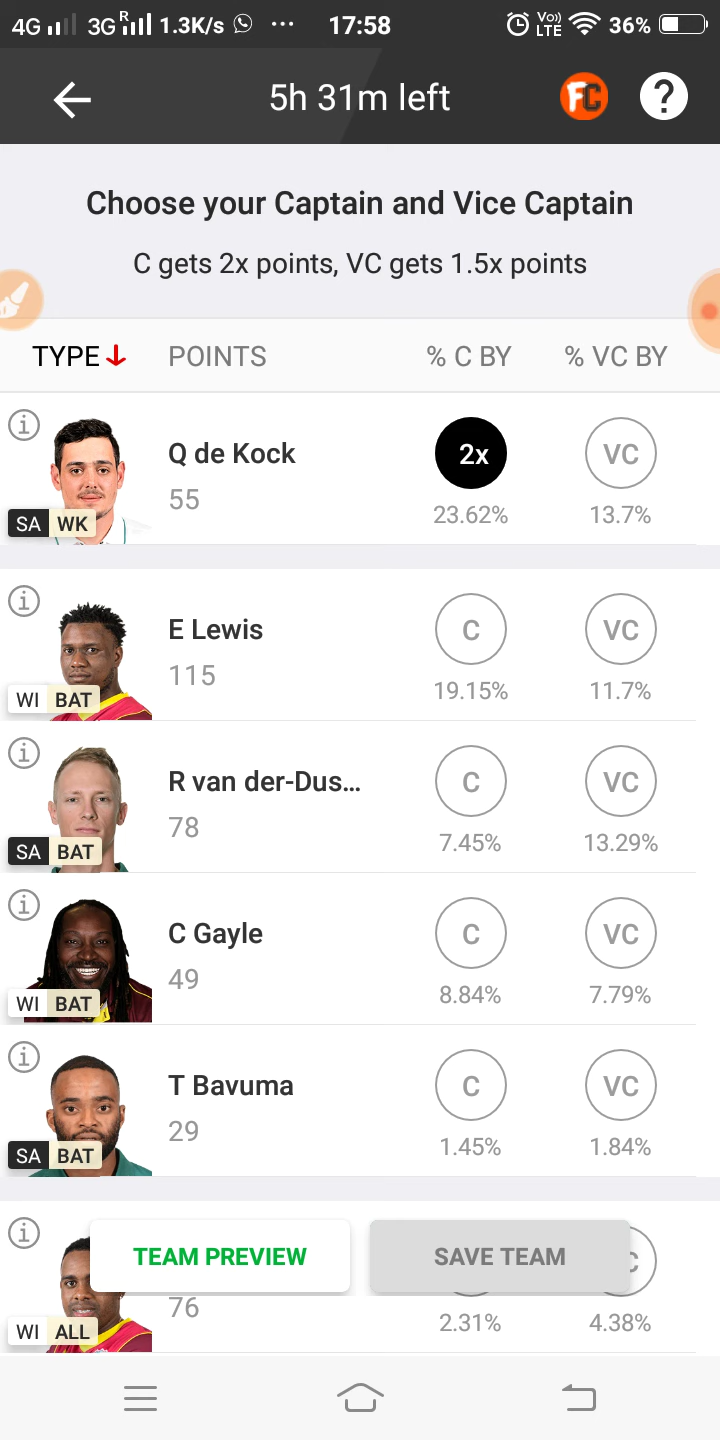 4G 3G R 1.3K/s ... 17:58 Vo)) LTE 36%
5h 31m left FC ?
Choose your Captain and Vice Captain
C gets 2x points, VC gets 1.5x points
TYPE POINTS % C BY % VC BY
i Q de Kock 2x VC
55 23.62% 13.7%
SA WK
i E Lewis C VC
115 19.15% 11.7%
WI BAT
i R van der-Dus... C VC
78 7.45% 13.29%
SA BAT
i C Gayle C VC
49 8.84% 7.79%
WI BAT
i T Bavuma C VC
29 1.45% 1.84%
SA BAT
i TEAM PREVIEW SAVE TEAM
76 2.31% 4.38%
WI ALL